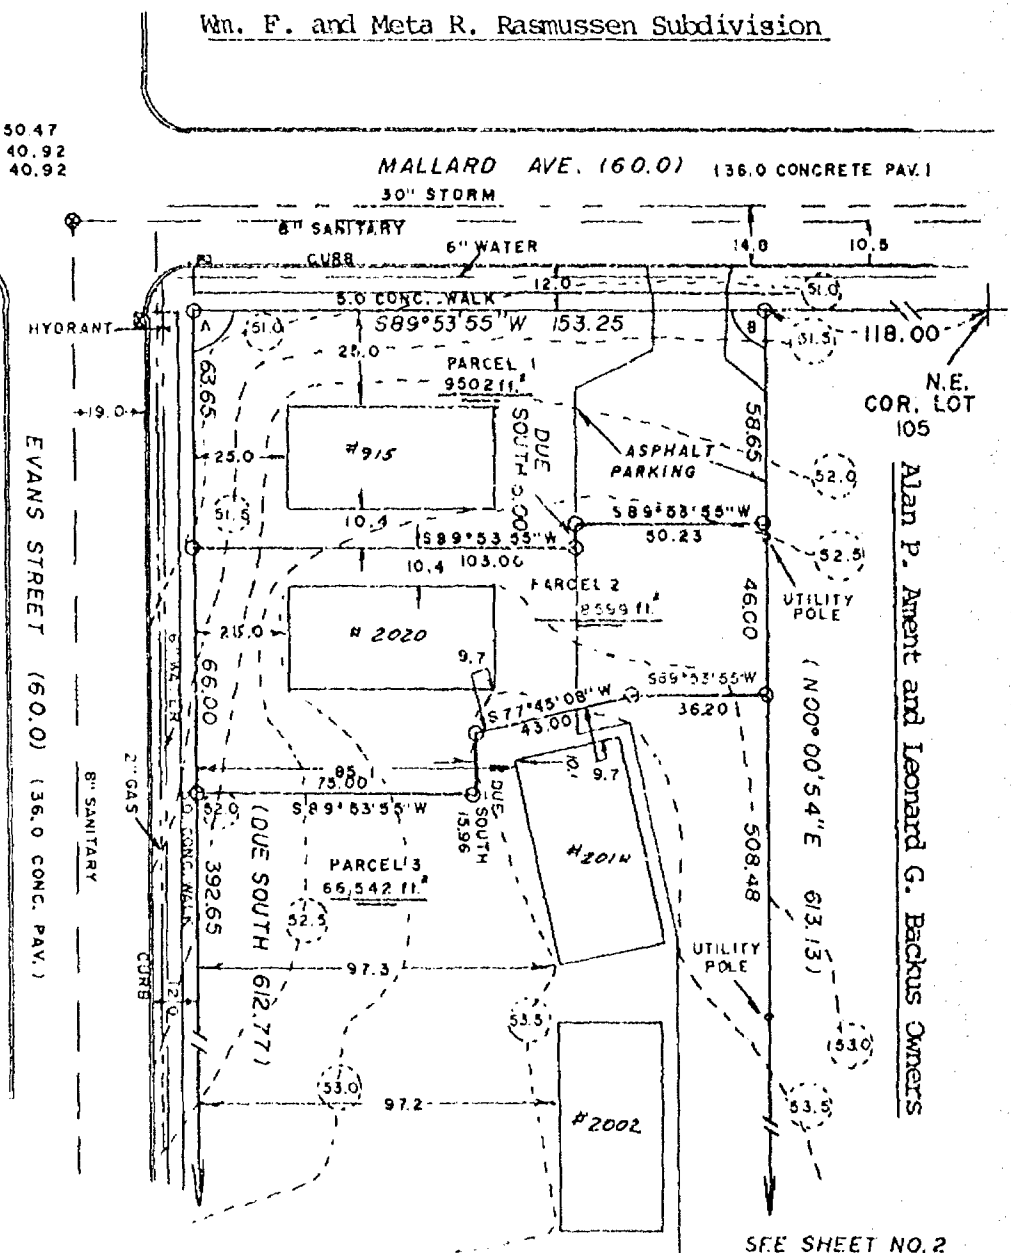 Wm. F. and Meta R. Rasmussen Subdivision
50.47
40.92
40.92
MALLARD AVE. (60.0) (36.0 CONCRETE PAV.)
30" STORM
8" SANITARY
6" WATER
CURB
14.8
10.5
12.0
51.0
5.0 CONC. WALK
S89°53'55"W 153.25
HYDRANT
A
51.0
B
51.5
118.00
25.0
N.E.
COR. LOT
105
PARCEL 1
9502 ft.²
63.65
19.0
58.65
#915
25.0
DUE
SOUTH 5.00
ASPHALT
PARKING
52.0
51.5
10.4
S89°53'55"W
103.00
S89°53'55"W
50.23
52.5
10.4
PARCEL 2
8599 ft.²
UTILITY
POLE
46.00
# 2020
25.0
66.00
9.7
S77°45'08"W
43.00
S89°53'55"W
36.20
(N00°00'54"E 613.13)
10.1
9.7
85.
75.00
S89°53'55"W
52.0
DUE
SOUTH
15.96
EVANS STREET (60.0) (36.0 CONC. PAV.)
8" SANITARY
2" GAS
CONC. WALK
CURB
12.0
392.65
(DUE SOUTH 612.77)
PARCEL 3
66,542 ft.²
52.5
#2014
508.48
UTILITY
POLE
97.3
53.5
53.0
53.0
97.2
#2002
53.5
Alan P. Ament and Leonard G. Backus Owners
SEE SHEET NO. 2